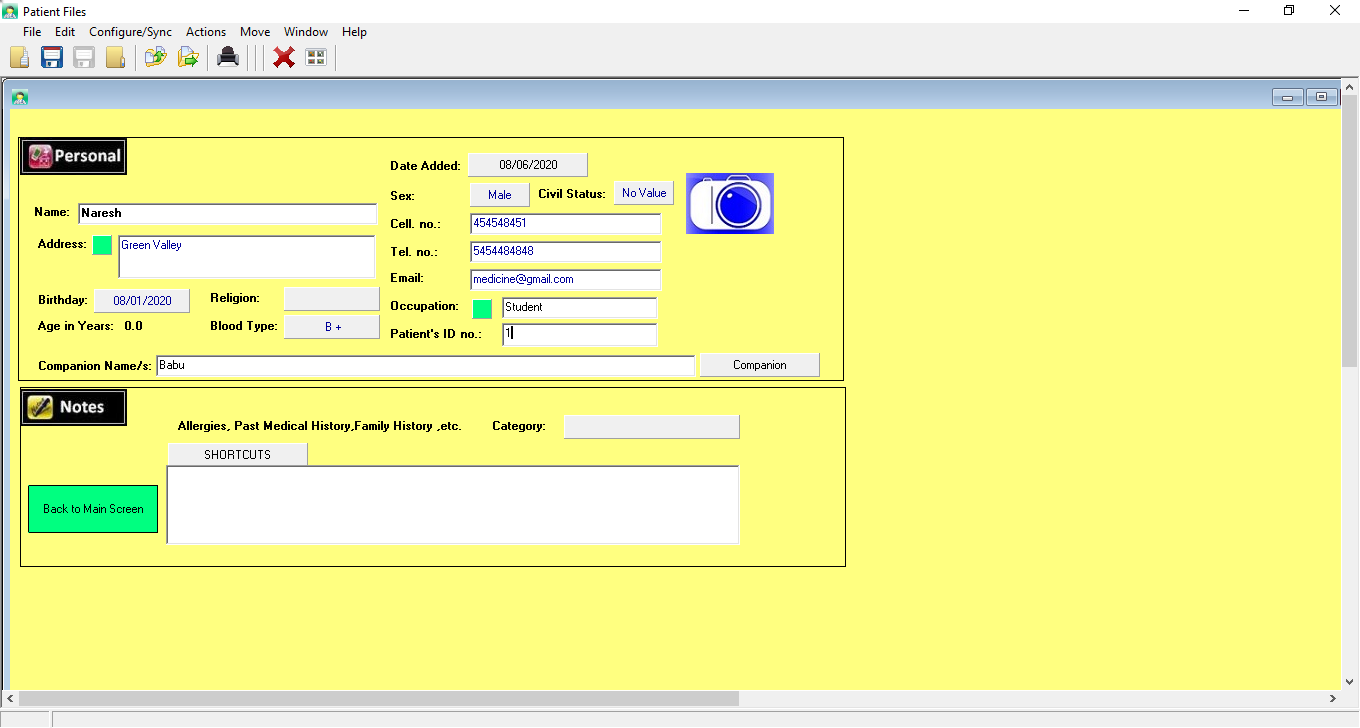 Patient Files
File Edit Configure/Sync Actions Move Window Help
Personal
Date Added: 08/06/2020
Sex: Male Civil Status: No Value
Name: Naresh
Cell. no.: 454548451
Address: Green Valley
Tel. no.: 5454484848
Email: medicine@gmail.com
Birthday: 08/01/2020 Religion:
Occupation: Student
Age in Years: 0.0 Blood Type: B +
Patient's ID no.: 1
Companion Name/s: Babu Companion
Notes
Allergies, Past Medical History,Family History ,etc. Category:
SHORTCUTS
Back to Main Screen